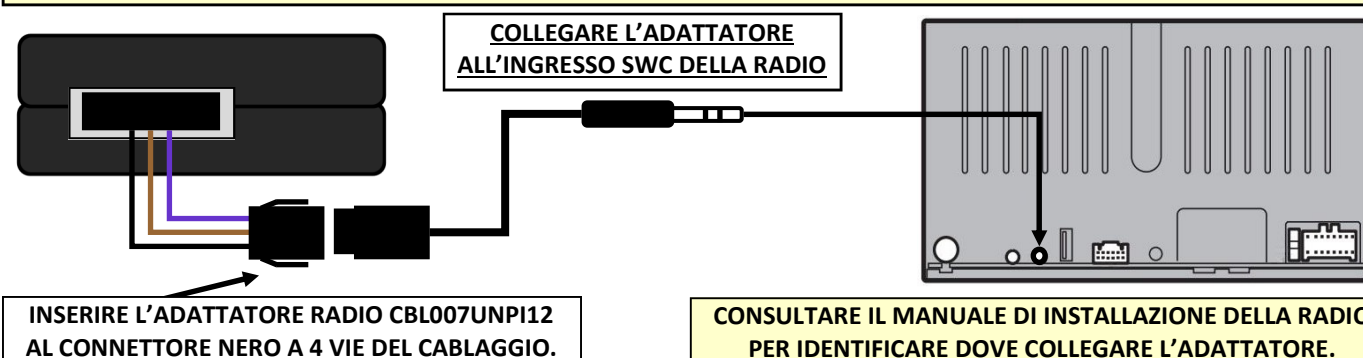 COLLEGARE L’ADATTATORE
ALL’INGRESSO SWC DELLA RADIO
INSERIRE L’ADATTATORE RADIO CBL007UNPI12
AL CONNETTORE NERO A 4 VIE DEL CABLAGGIO.
CONSULTARE IL MANUALE DI INSTALLAZIONE DELLA RADIO
PER IDENTIFICARE DOVE COLLEGARE L’ADATTATORE.